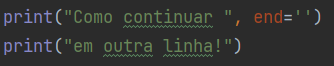 print("Como continuar ", end='')
print("em outra linha!")